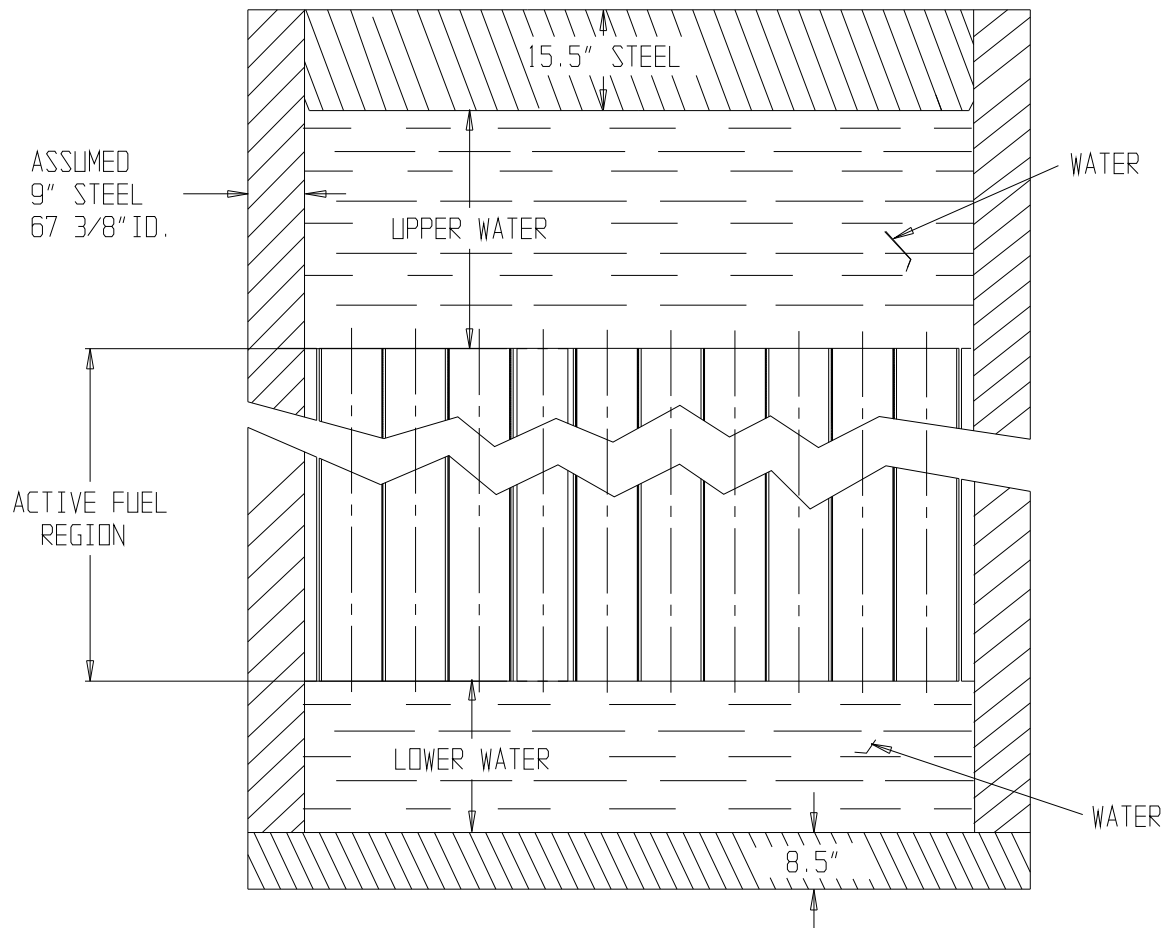 15.5" STEEL
ASSUMED
9" STEEL
67 3/8" ID.
WATER
UPPER WATER
ACTIVE FUEL
REGION
LOWER WATER
WATER
8.5"